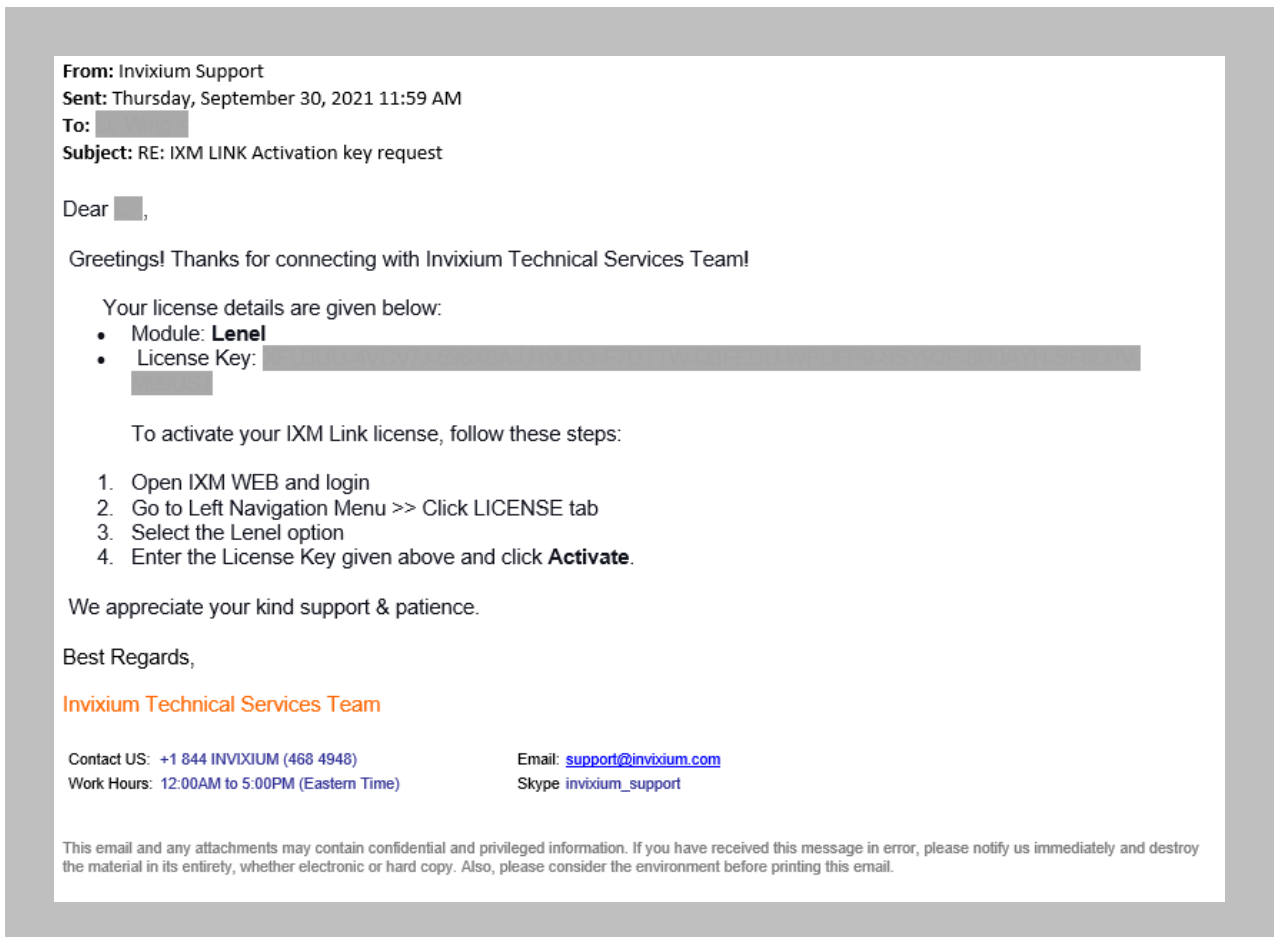 From: Invixium Support
Sent: Thursday, September 30, 2021 11:59 AM
To:
Subject: RE: IXM LINK Activation key request
Dear ,
Greetings! Thanks for connecting with Invixium Technical Services Team!
Your license details are given below:
• Module: Lenel
• License Key:
To activate your IXM Link license, follow these steps:
1. Open IXM WEB and login
2. Go to Left Navigation Menu >> Click LICENSE tab
3. Select the Lenel option
4. Enter the License Key given above and click Activate.
We appreciate your kind support & patience.
Best Regards,
Invixium Technical Services Team
Contact US: +1 844 INVIXIUM (468 4948) Email: support@invixium.com
Work Hours: 12:00AM to 5:00PM (Eastern Time) Skype invixium_support
This email and any attachments may contain confidential and privileged information. If you have received this message in error, please notify us immediately and destroy
the material in its entirety, whether electronic or hard copy. Also, please consider the environment before printing this email.